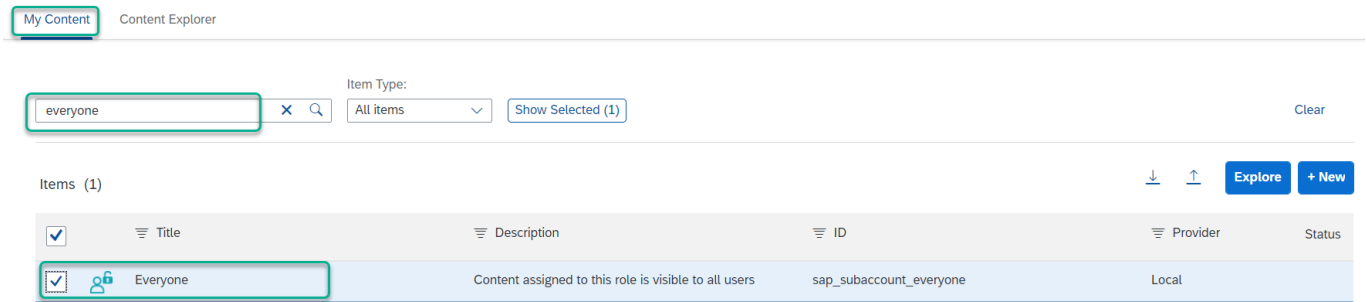 My Content Content Explorer
Item Type:
everyone All items Show Selected (1) Clear
Items (1) Explore + New
Title Description ID Provider Status
Everyone Content assigned to this role is visible to all users sap_subaccount_everyone Local